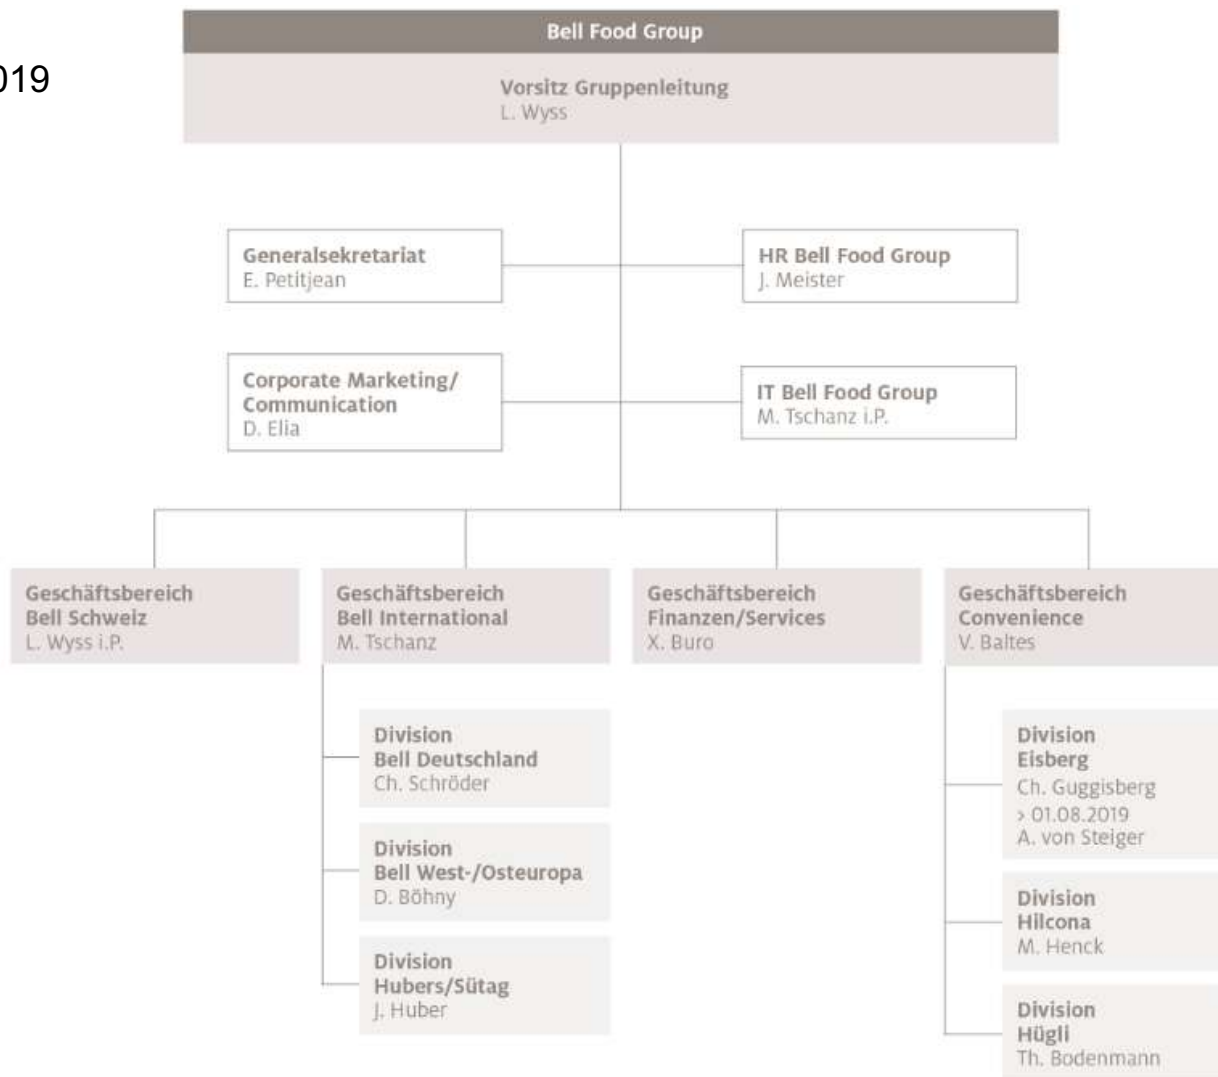 Bell Food Group
019
Vorsitz Gruppenleitung
L. Wyss
Generalsekretariat
E. Petitjean
HR Bell Food Group
J. Meister
Corporate Marketing/
Communication
D. Elia
IT Bell Food Group
M. Tschanz i.P.
Geschäftsbereich
Bell Schweiz
L. Wyss i.P.
Geschäftsbereich
Bell International
M. Tschanz
Geschäftsbereich
Finanzen/Services
X. Buro
Geschäftsbereich
Convenience
V. Baltes
Division
Bell Deutschland
Ch. Schröder
Division
Bell West-/Osteuropa
D. Böhny
Division
Hubers/Sütag
J. Huber
Division
Eisberg
Ch. Guggisberg
> 01.08.2019
A. von Steiger
Division
Hilcona
M. Henck
Division
Hügli
Th. Bodenmann